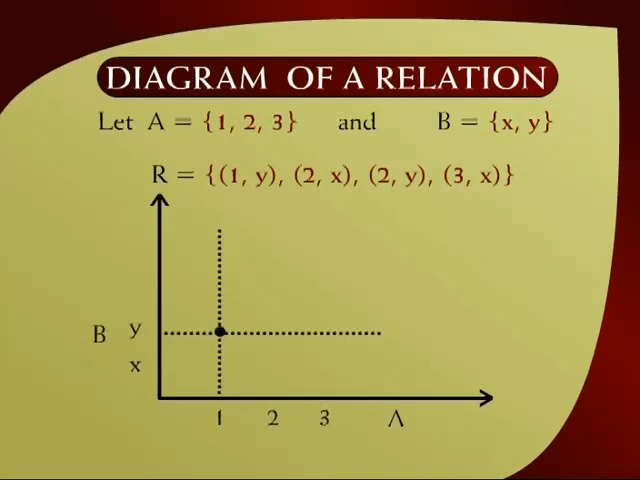 DIAGRAM OF A RELATION
Let A = {1, 2, 3} and B = {x, y}
R = {(1, y), (2, x), (2, y), (3, x)}
B y
x
1 2 3 A